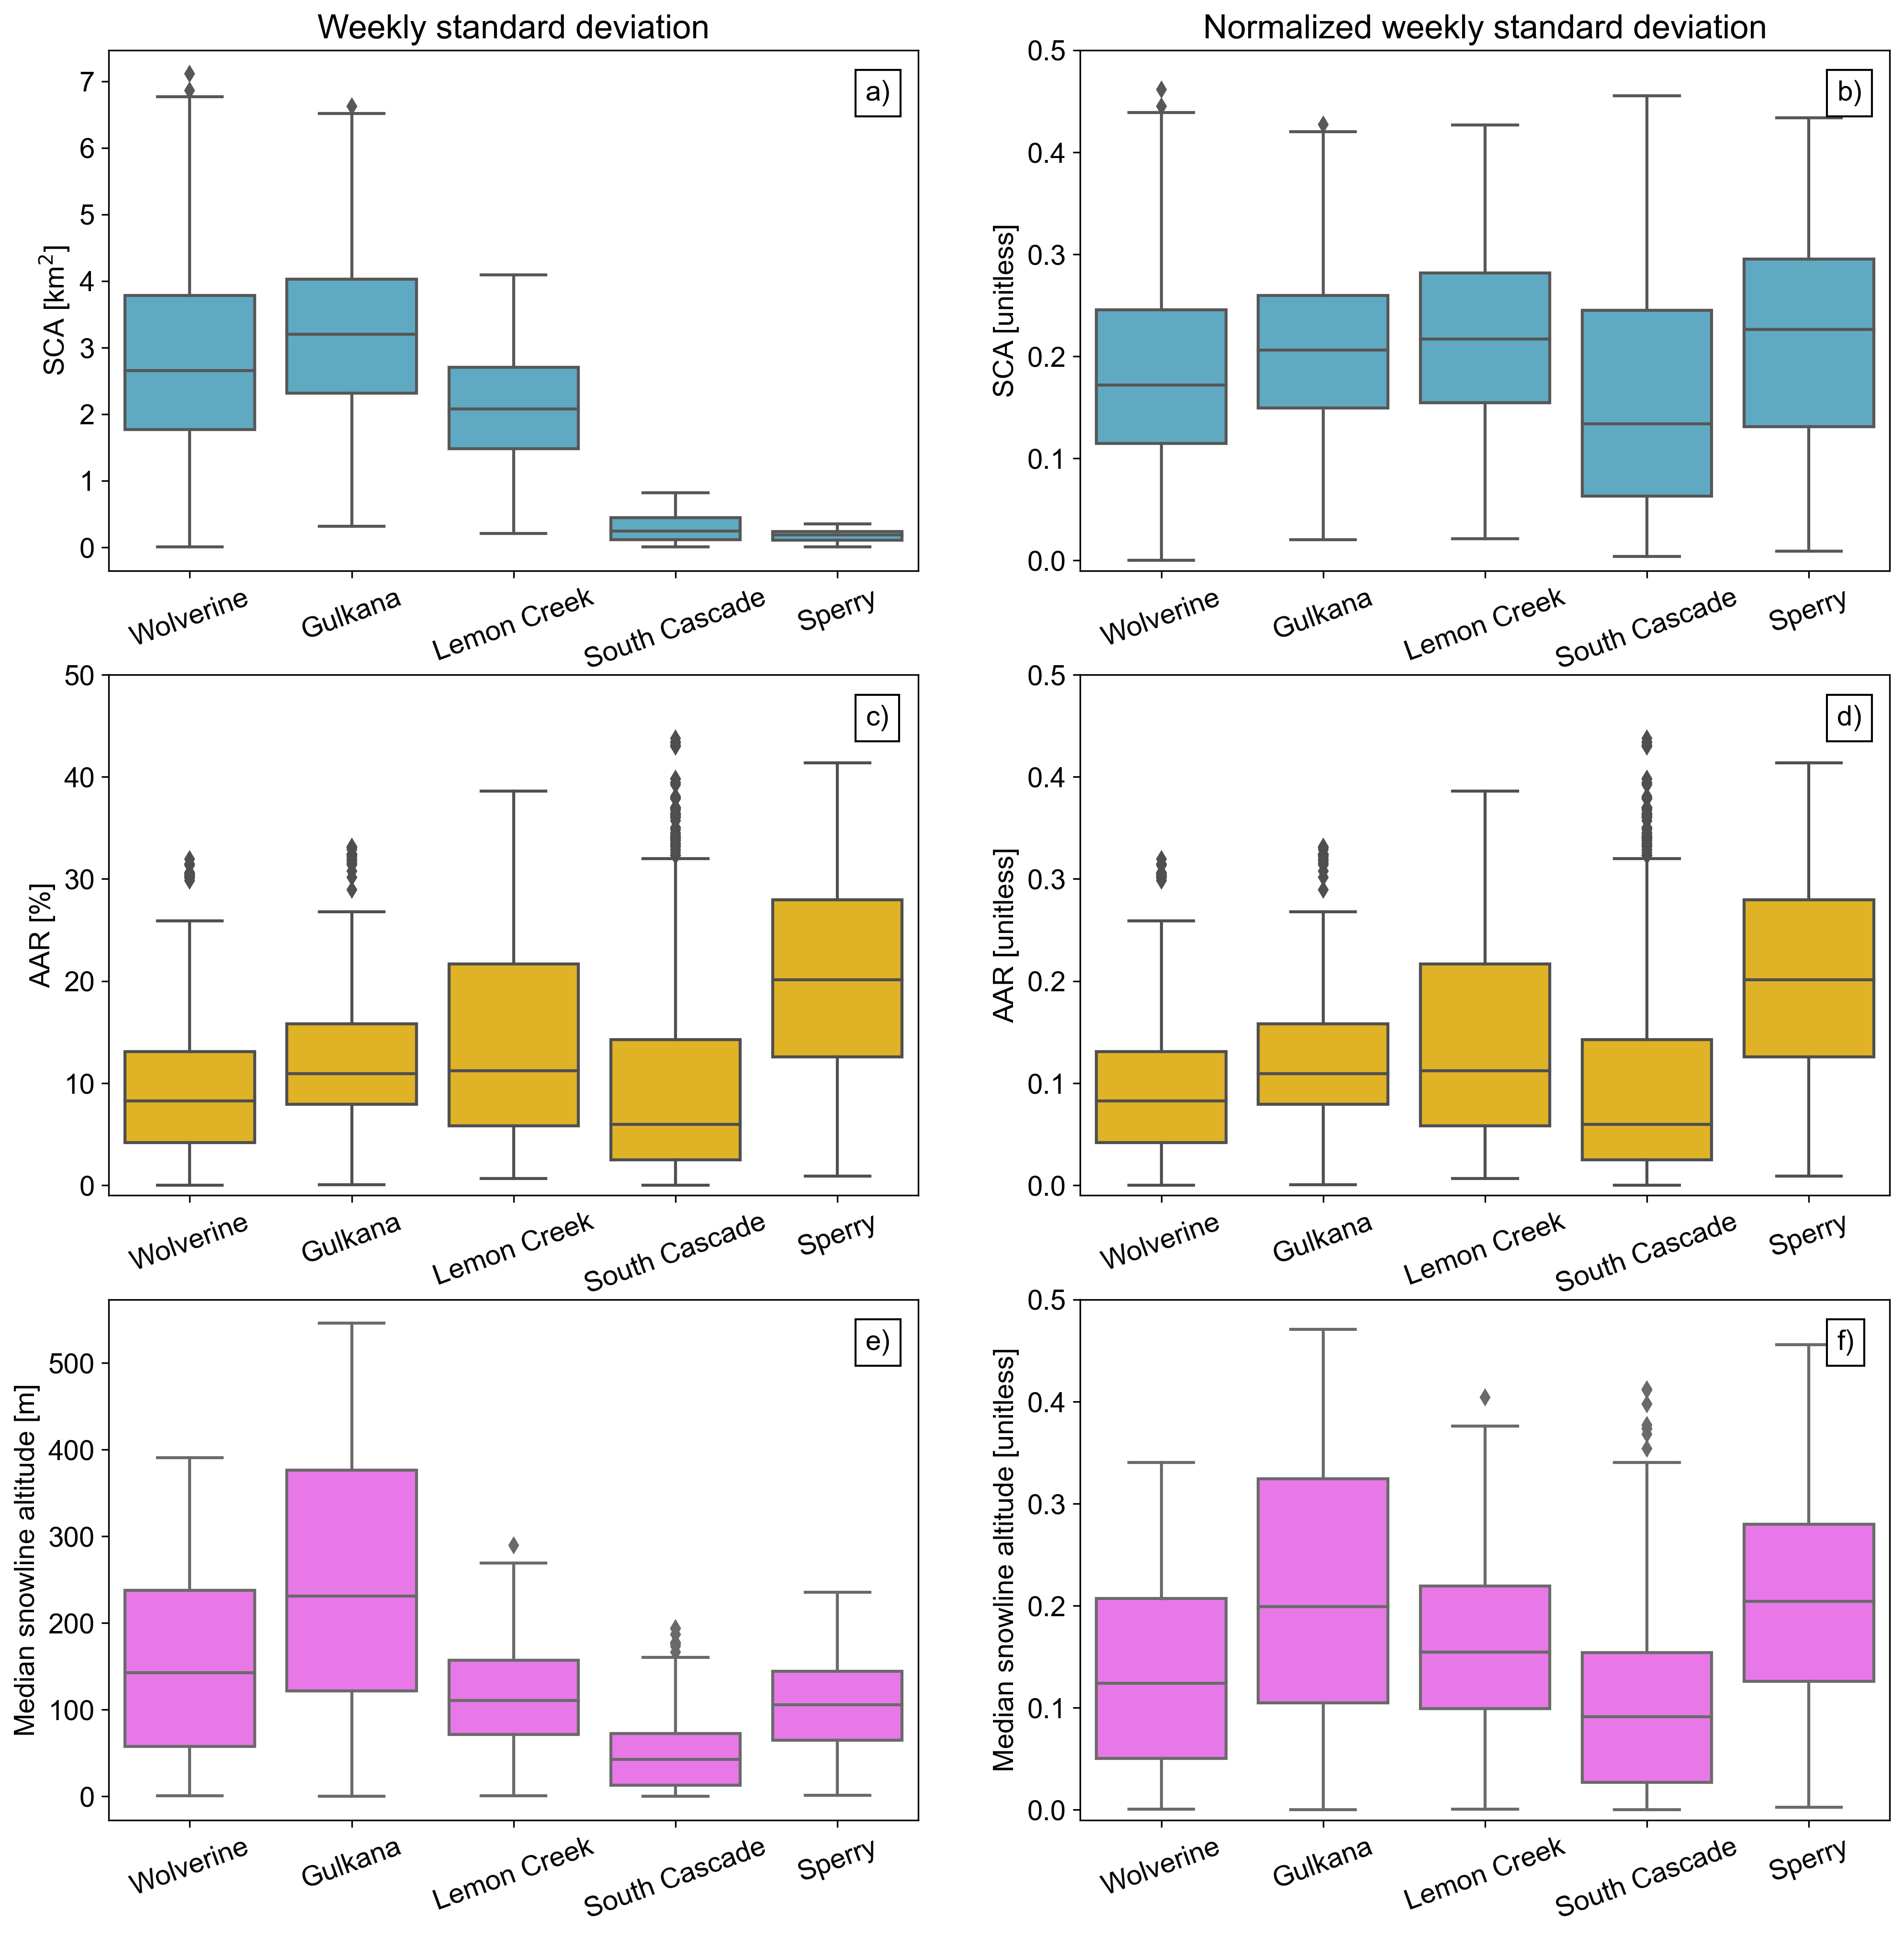 Weekly standard deviation
Normalized weekly standard deviation
a)
SCA [km²]
7
6
5
4
3
2
1
0
Wolverine
Gulkana
Lemon Creek
South Cascade
Sperry
b)
SCA [unitless]
0.5
0.4
0.3
0.2
0.1
0.0
Wolverine
Gulkana
Lemon Creek
South Cascade
Sperry
c)
AAR [%]
50
40
30
20
10
0
Wolverine
Gulkana
Lemon Creek
South Cascade
Sperry
d)
AAR [unitless]
0.5
0.4
0.3
0.2
0.1
0.0
Wolverine
Gulkana
Lemon Creek
South Cascade
Sperry
e)
Median snowline altitude [m]
500
400
300
200
100
0
Wolverine
Gulkana
Lemon Creek
South Cascade
Sperry
f)
Median snowline altitude [unitless]
0.5
0.4
0.3
0.2
0.1
0.0
Wolverine
Gulkana
Lemon Creek
South Cascade
Sperry